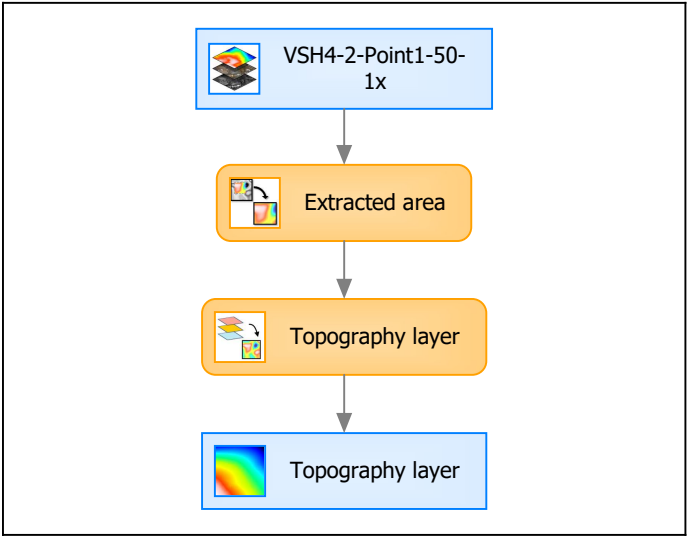 VSH4-2-Point1-50-
1x
Extracted area
Topography layer
Topography layer